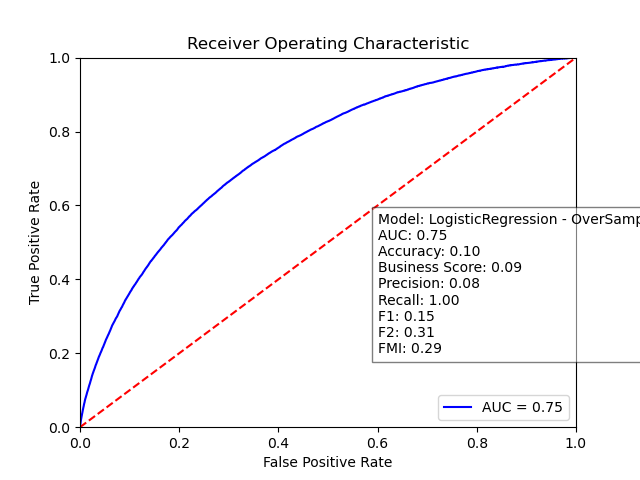 Receiver Operating Characteristic
1.0
0.8
0.6
0.4
0.2
0.0
True Positive Rate
Model: LogisticRegression - OverSamp
AUC: 0.75
Accuracy: 0.10
Business Score: 0.09
Precision: 0.08
Recall: 1.00
F1: 0.15
F2: 0.31
FMI: 0.29
AUC = 0.75
0.0 0.2 0.4 0.6 0.8 1.0
False Positive Rate